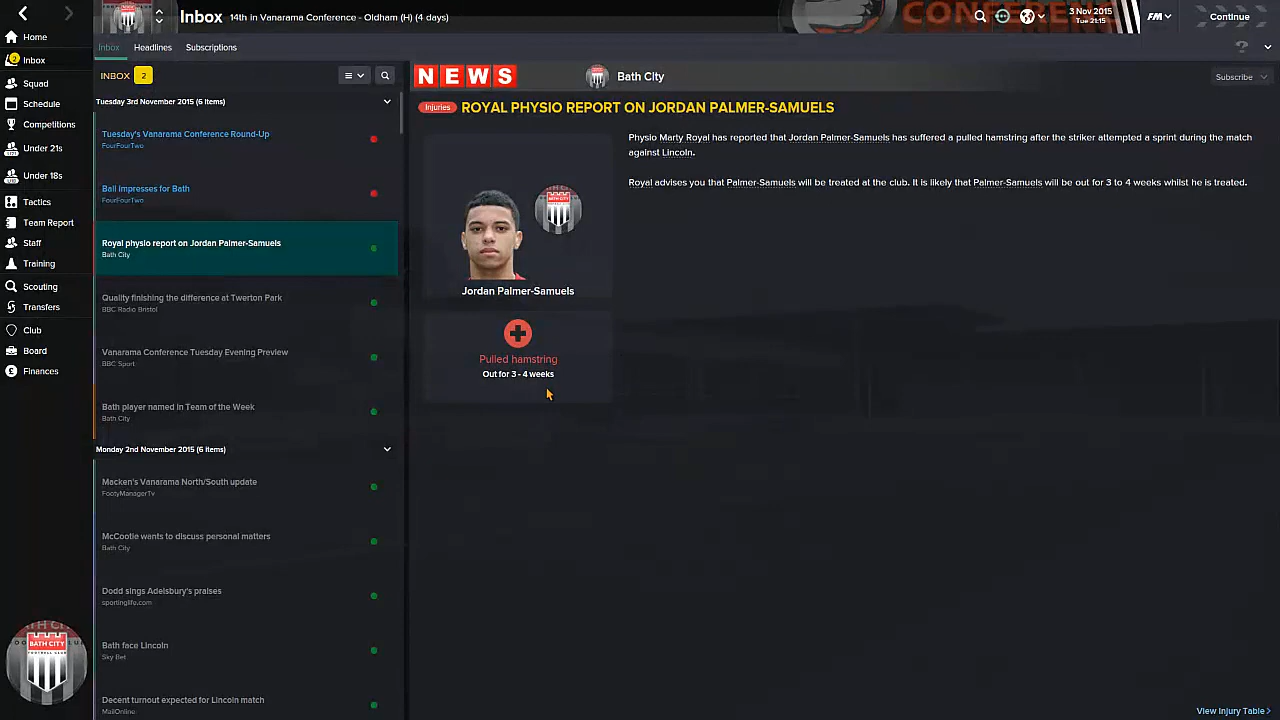 Inbox
14th in Vanarama Conference - Oldham (H) (4 days)
3 Nov 2015
Tue 21:15
FM
Continue
Home
Inbox
Squad
Schedule
Competitions
Under 21s
Under 18s
Tactics
Team Report
Staff
Training
Scouting
Transfers
Club
Board
Finances
BATH CITY
Inbox
Headlines
Subscriptions
INBOX 2
Tuesday 3rd November 2015 (6 items)
Tuesday's Vanarama Conference Round-Up
FourFourTwo
Ball impresses for Bath
FourFourTwo
Royal physio report on Jordan Palmer-Samuels
Bath City
Quality finishing the difference at Twerton Park
BBC Radio Bristol
Vanarama Conference Tuesday Evening Preview
BBC Sport
Bath player named in Team of the Week
Bath City
Monday 2nd November 2015 (6 items)
Macken's Vanarama North/South update
FootyManagerTv
McCootie wants to discuss personal matters
Bath City
Dodd sings Adelsbury's praises
sportinglife.com
Bath face Lincoln
Sky Bet
Decent turnout expected for Lincoln match
MailOnline
NEWS
Bath City
Subscribe
Injuries
ROYAL PHYSIO REPORT ON JORDAN PALMER-SAMUELS
Physio Marty Royal has reported that Jordan Palmer-Samuels has suffered a pulled hamstring after the striker attempted a sprint during the match
against Lincoln.
Royal advises you that Palmer-Samuels will be treated at the club. It is likely that Palmer-Samuels will be out for 3 to 4 weeks whilst he is treated.
Jordan Palmer-Samuels
Pulled hamstring
Out for 3 - 4 weeks
View Injury Table >